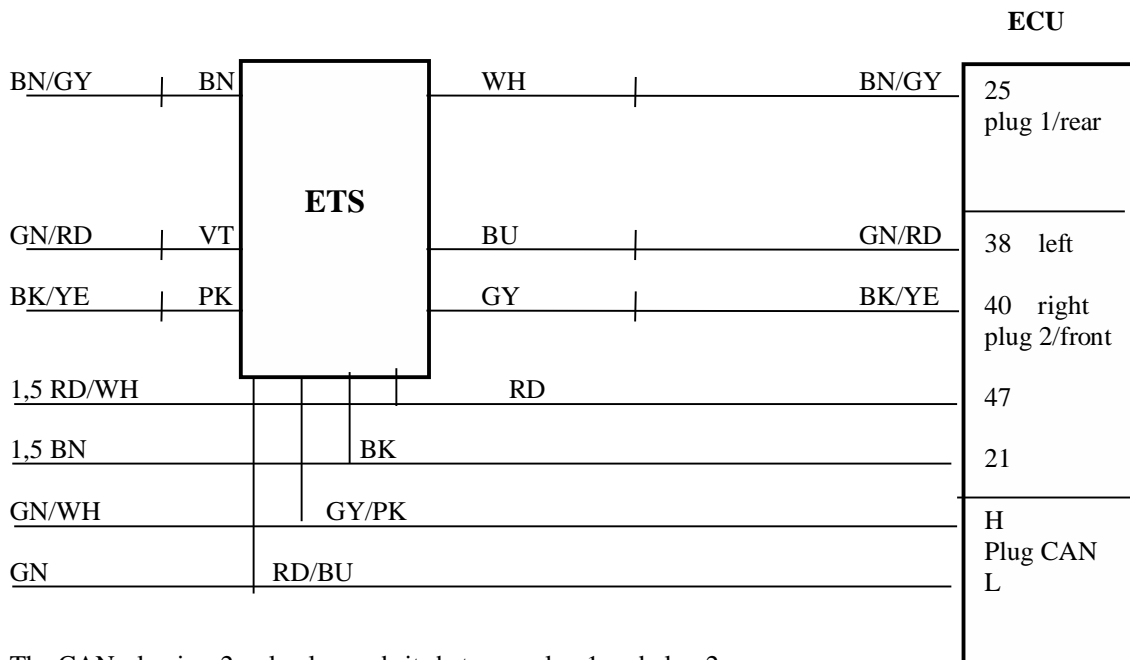 ECU
BN/GY BN WH BN/GY 25
plug 1/rear
ETS
GN/RD VT BU GN/RD 38 left
BK/YE PK GY BK/YE 40 right
plug 2/front
1,5 RD/WH RD 47
1,5 BN BK 21
GN/WH GY/PK H
Plug CAN
GN RD/BU L